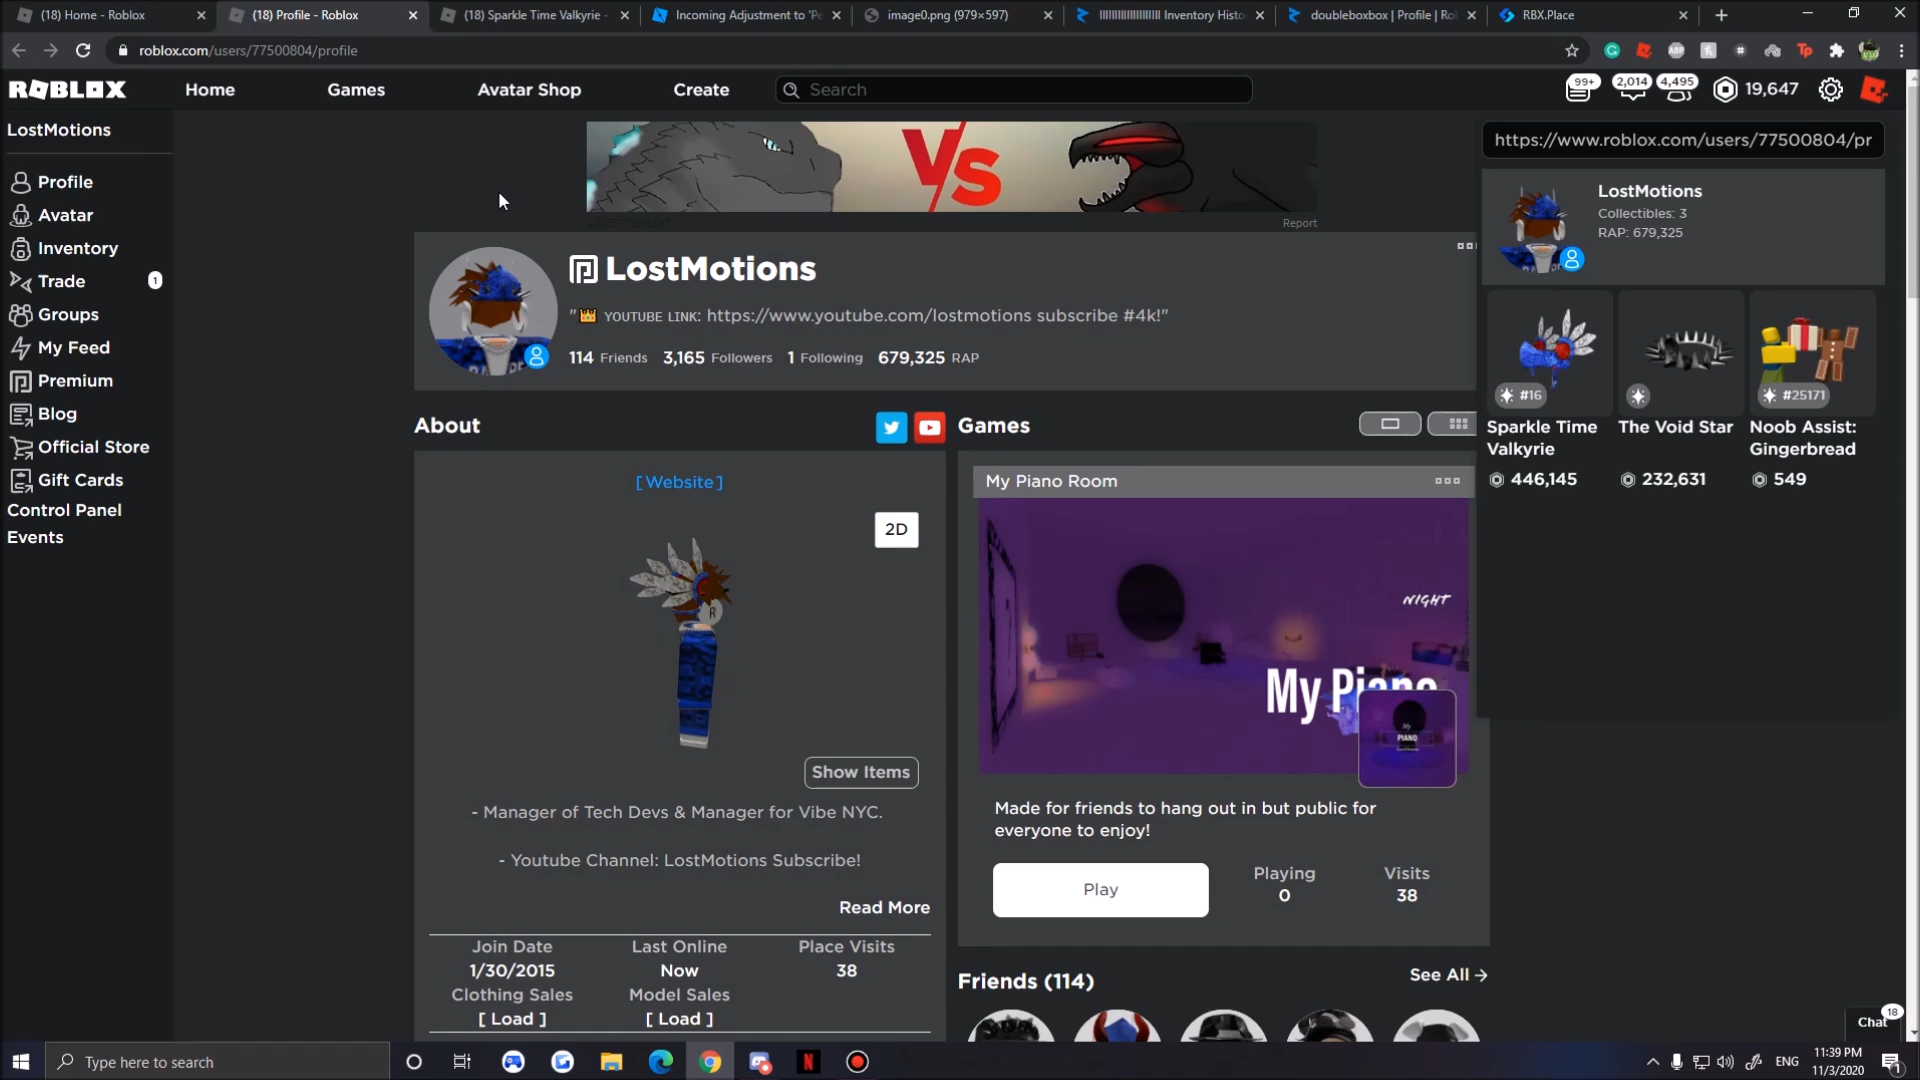 (18) Home - Roblox
(18) Profile - Roblox
(18) Sparkle Time Valkyrie -
Incoming Adjustment to 'Pe
image0.png (979×597)
Inventory Histo
doubleboxbox | Profile | Rol
RBX.Place
roblox.com/users/77500804/profile
ROBLOX
Home
Games
Avatar Shop
Create
Search
99+
2,014
4,495
19,647
LostMotions
Profile
Avatar
Inventory
Trade
1
Groups
My Feed
Premium
Blog
Official Store
Gift Cards
Control Panel
Events
VS
ADVERTISEMENT
Report
LostMotions
"👑 YOUTUBE LINK: https://www.youtube.com/lostmotions subscribe #4k!"
114 Friends 3,165 Followers 1 Following 679,325 RAP
About
[ Website ]
2D
R
Show Items
- Manager of Tech Devs & Manager for Vibe NYC.
- Youtube Channel: LostMotions Subscribe!
Read More
Join Date
1/30/2015
Last Online
Now
Place Visits
38
Clothing Sales
[ Load ]
Model Sales
[ Load ]
Games
My Piano Room
NIGHT
My Piano
My
PIANO
Made for friends to hang out in but public for
everyone to enjoy!
Play
Playing
0
Visits
38
Friends (114)
See All →
https://www.roblox.com/users/77500804/pr
LostMotions
Collectibles: 3
RAP: 679,325
#16
Sparkle Time
Valkyrie
446,145
The Void Star
232,631
#25171
Noob Assist:
Gingerbread
549
Chat
18
Type here to search
ENG
11:39 PM
11/3/2020
1